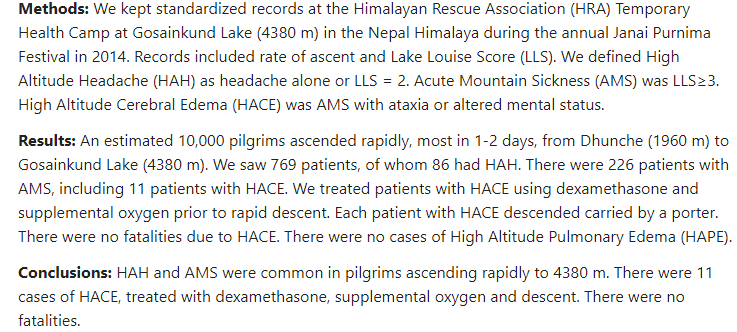 Methods: We kept standardized records at the Himalayan Rescue Association (HRA) Temporary
Health Camp at Gosainkund Lake (4380 m) in the Nepal Himalaya during the annual Janai Purnima
Festival in 2014. Records included rate of ascent and Lake Louise Score (LLS). We defined High
Altitude Headache (HAH) as headache alone or LLS = 2. Acute Mountain Sickness (AMS) was LLS≥3.
High Altitude Cerebral Edema (HACE) was AMS with ataxia or altered mental status.
Results: An estimated 10,000 pilgrims ascended rapidly, most in 1-2 days, from Dhunche (1960 m) to
Gosainkund Lake (4380 m). We saw 769 patients, of whom 86 had HAH. There were 226 patients with
AMS, including 11 patients with HACE. We treated patients with HACE using dexamethasone and
supplemental oxygen prior to rapid descent. Each patient with HACE descended carried by a porter.
There were no fatalities due to HACE. There were no cases of High Altitude Pulmonary Edema (HAPE).
Conclusions: HAH and AMS were common in pilgrims ascending rapidly to 4380 m. There were 11
cases of HACE, treated with dexamethasone, supplemental oxygen and descent. There were no
fatalities.